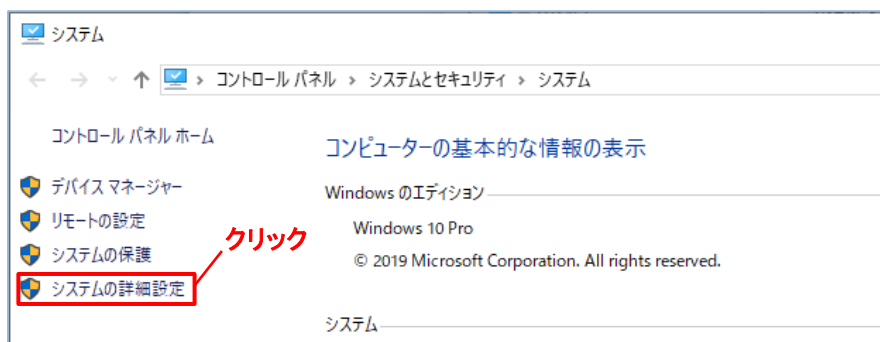 システム
コントロール パネル › システムとセキュリティ › システム
コントロール パネル ホーム
デバイス マネージャー
リモートの設定
システムの保護
システムの詳細設定
クリック
コンピューターの基本的な情報の表示
Windows のエディション
Windows 10 Pro
© 2019 Microsoft Corporation. All rights reserved.
システム